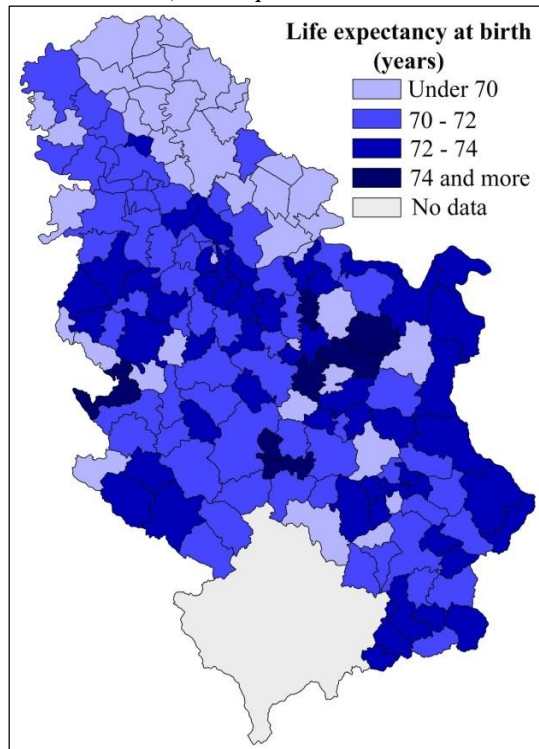 Life expectancy at birth
(years)
Under 70
70 - 72
72 - 74
74 and more
No data